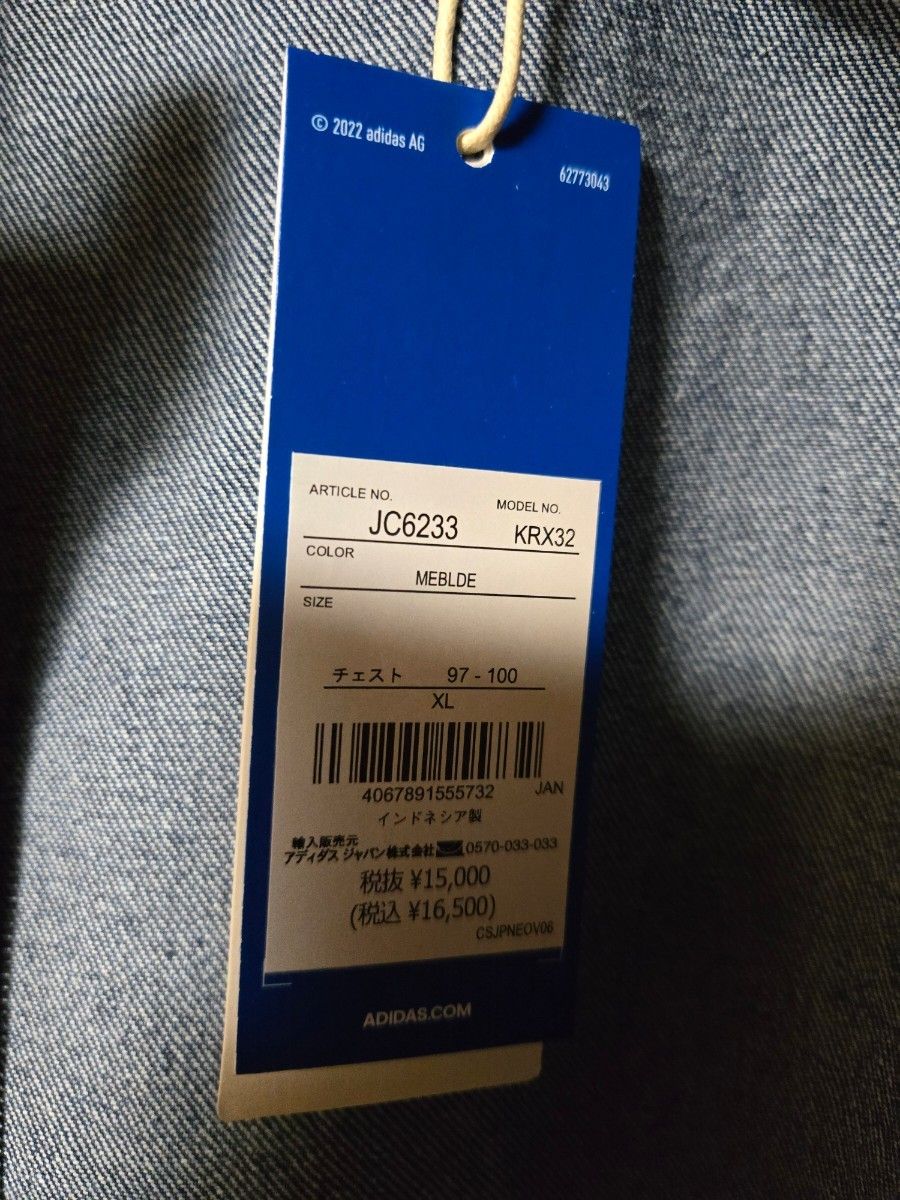 © 2022 adidas AG
62773043
ARTICLE NO.
MODEL NO.
JC6233
KRX32
COLOR
MEBLDE
SIZE
チェスト 97 - 100
XL
4067891555732 JAN
インドネシア製
輸入販売元
アディダス ジャパン株式会社 0570-033-033
税抜 ¥15,000
(税込 ¥16,500)
CSJPNEOV06
ADIDAS.COM